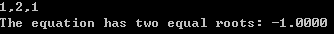 1,2,1
The equation has two equal roots: -1.0000